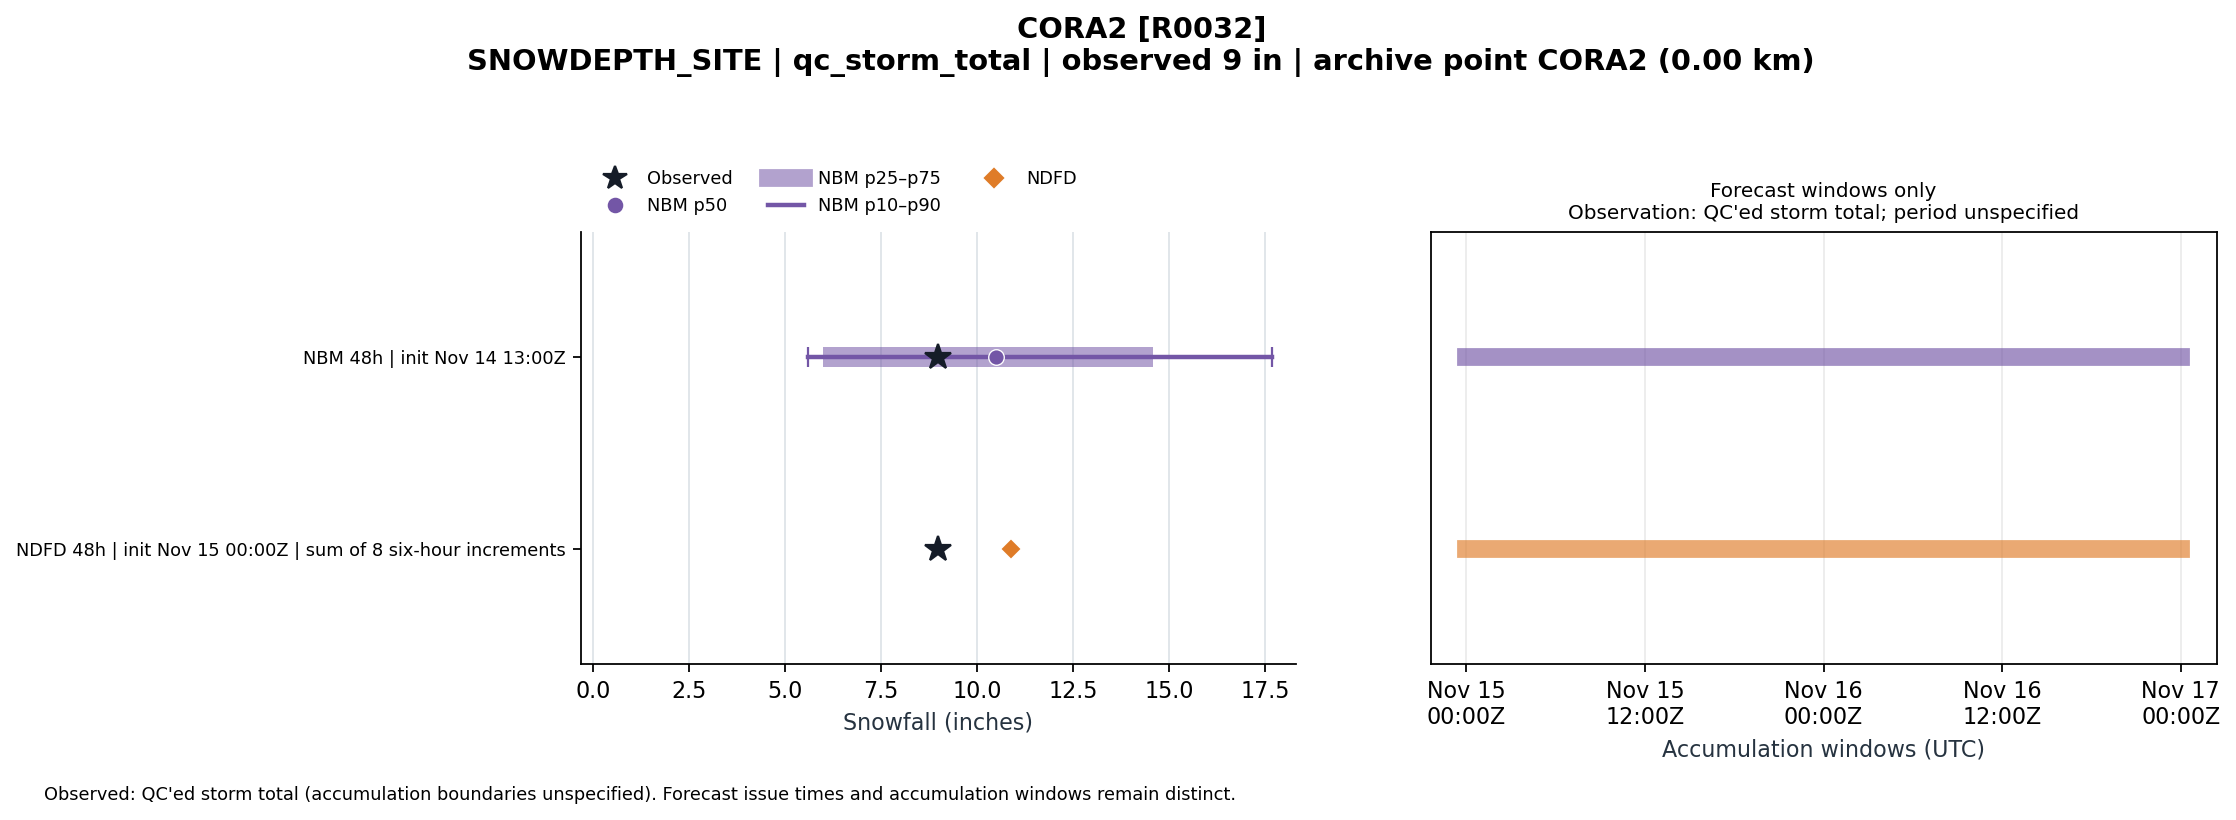 CORA2 [R0032]
SNOWDEPTH_SITE | qc_storm_total | observed 9 in | archive point CORA2 (0.00 km)
Observed
NBM p50
NBM p25–p75
NBM p10–p90
NDFD
Forecast windows only
Observation: QC'ed storm total; period unspecified
NBM 48h | init Nov 14 13:00Z
NDFD 48h | init Nov 15 00:00Z | sum of 8 six-hour increments
0.0 2.5 5.0 7.5 10.0 12.5 15.0 17.5
Snowfall (inches)
Nov 15 Nov 15 Nov 16 Nov 16 Nov 17
00:00Z 12:00Z 00:00Z 12:00Z 00:00Z
Accumulation windows (UTC)
Observed: QC'ed storm total (accumulation boundaries unspecified). Forecast issue times and accumulation windows remain distinct.